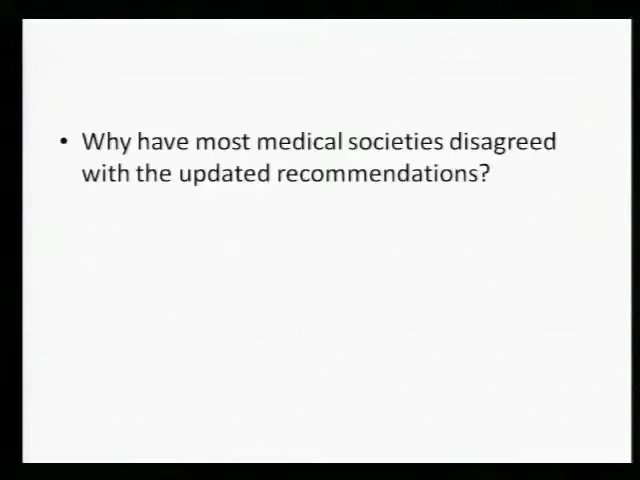 • Why have most medical societies disagreed
with the updated recommendations?